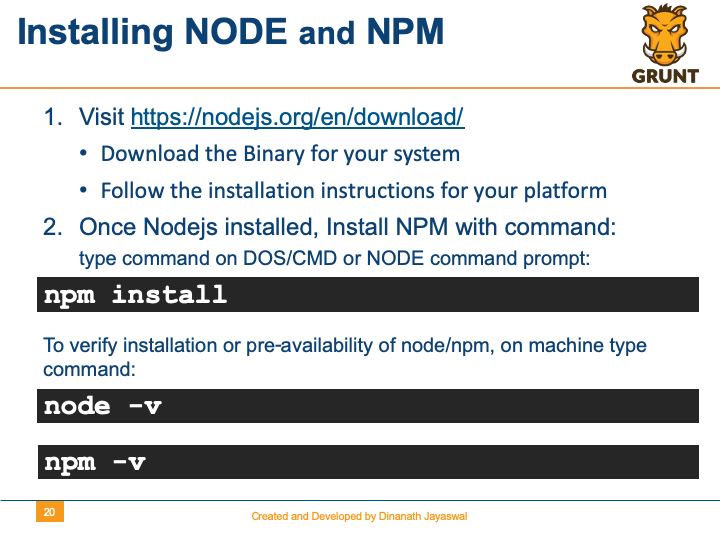 Installing NODE and NPM
GRUNT
1. Visit https://nodejs.org/en/download/
• Download the Binary for your system
• Follow the installation instructions for your platform
2. Once Nodejs installed, Install NPM with command:
type command on DOS/CMD or NODE command prompt:
npm install
To verify installation or pre-availability of node/npm, on machine type
command:
node -v
npm -v
20
Created and Developed by Dinanath Jayaswal